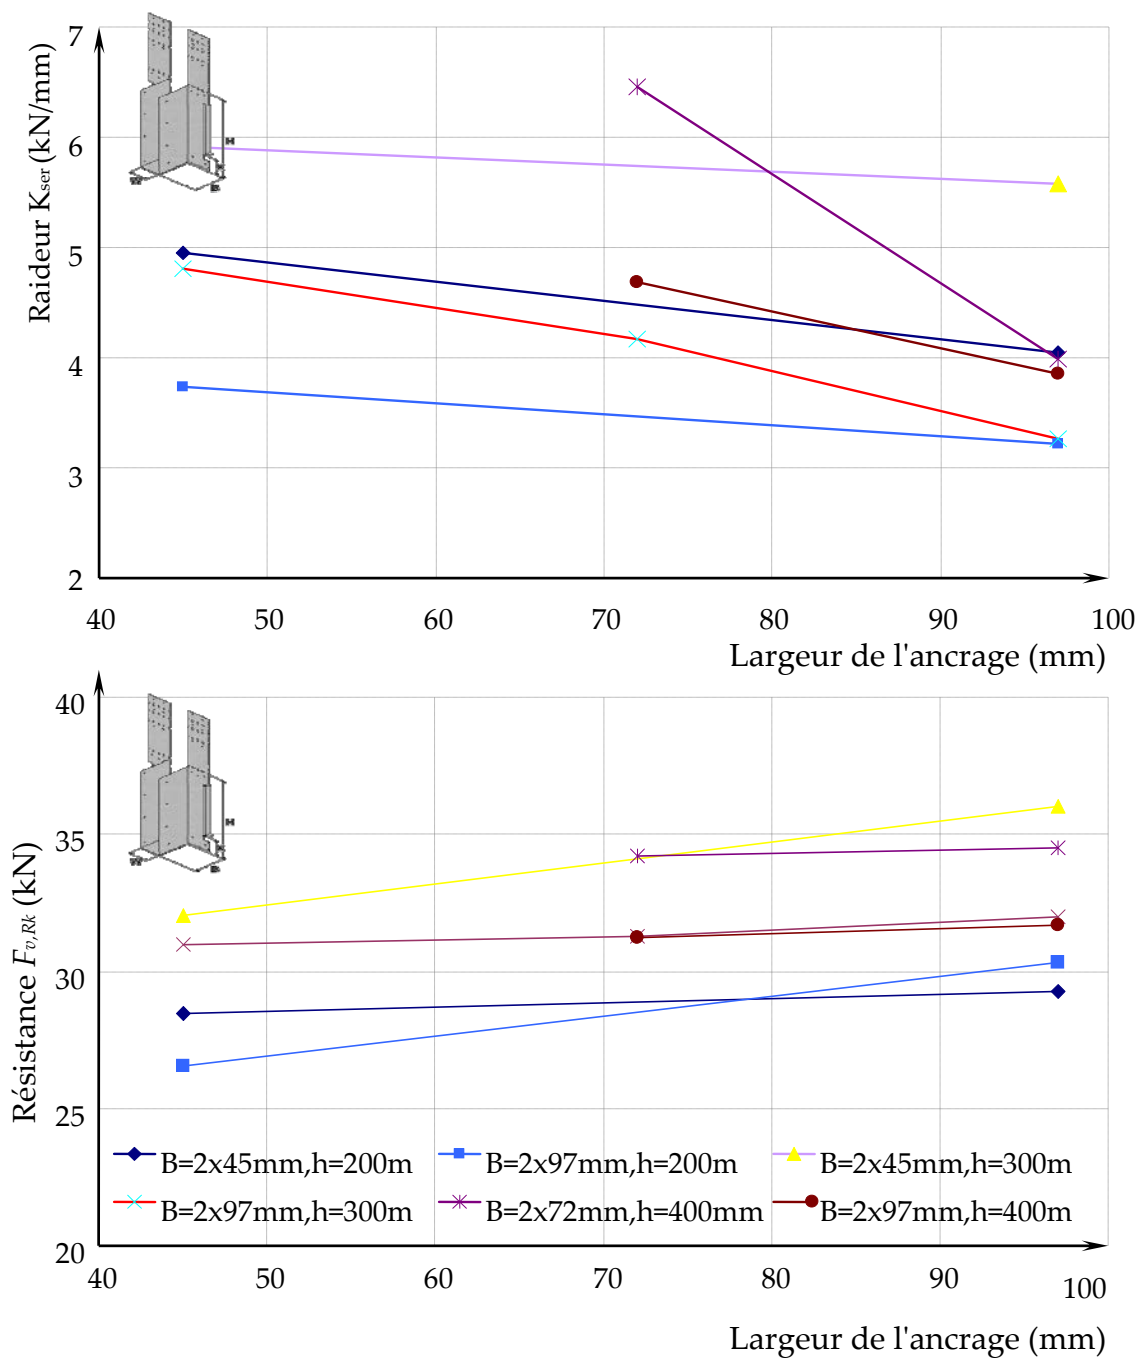 Raideur Kser (kN/mm)
7
6
5
4
3
2
40 50 60 70 80 90 100
Largeur de l'ancrage (mm)
Résistance Fv,Rk (kN)
40
35
30
25
20
B=2x45mm,h=200m B=2x97mm,h=200m B=2x45mm,h=300m
B=2x97mm,h=300m B=2x72mm,h=400mm B=2x97mm,h=400m
40 50 60 70 80 90 100
Largeur de l'ancrage (mm)